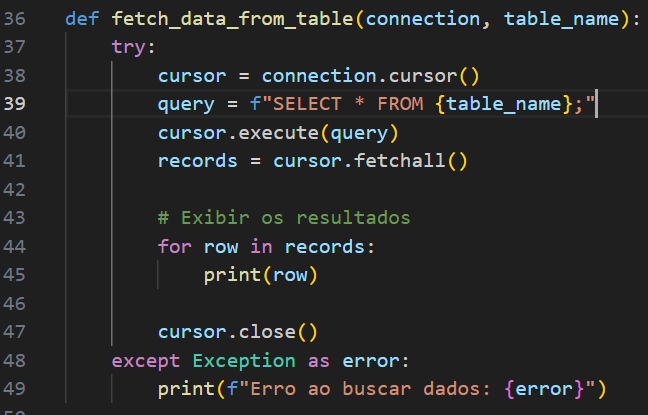 36 def fetch_data_from_table(connection, table_name):
37     try:
38         cursor = connection.cursor()
39         query = f"SELECT * FROM {table_name};"
40         cursor.execute(query)
41         records = cursor.fetchall()
42
43         # Exibir os resultados
44         for row in records:
45             print(row)
46
47         cursor.close()
48     except Exception as error:
49         print(f"Erro ao buscar dados: {error}")